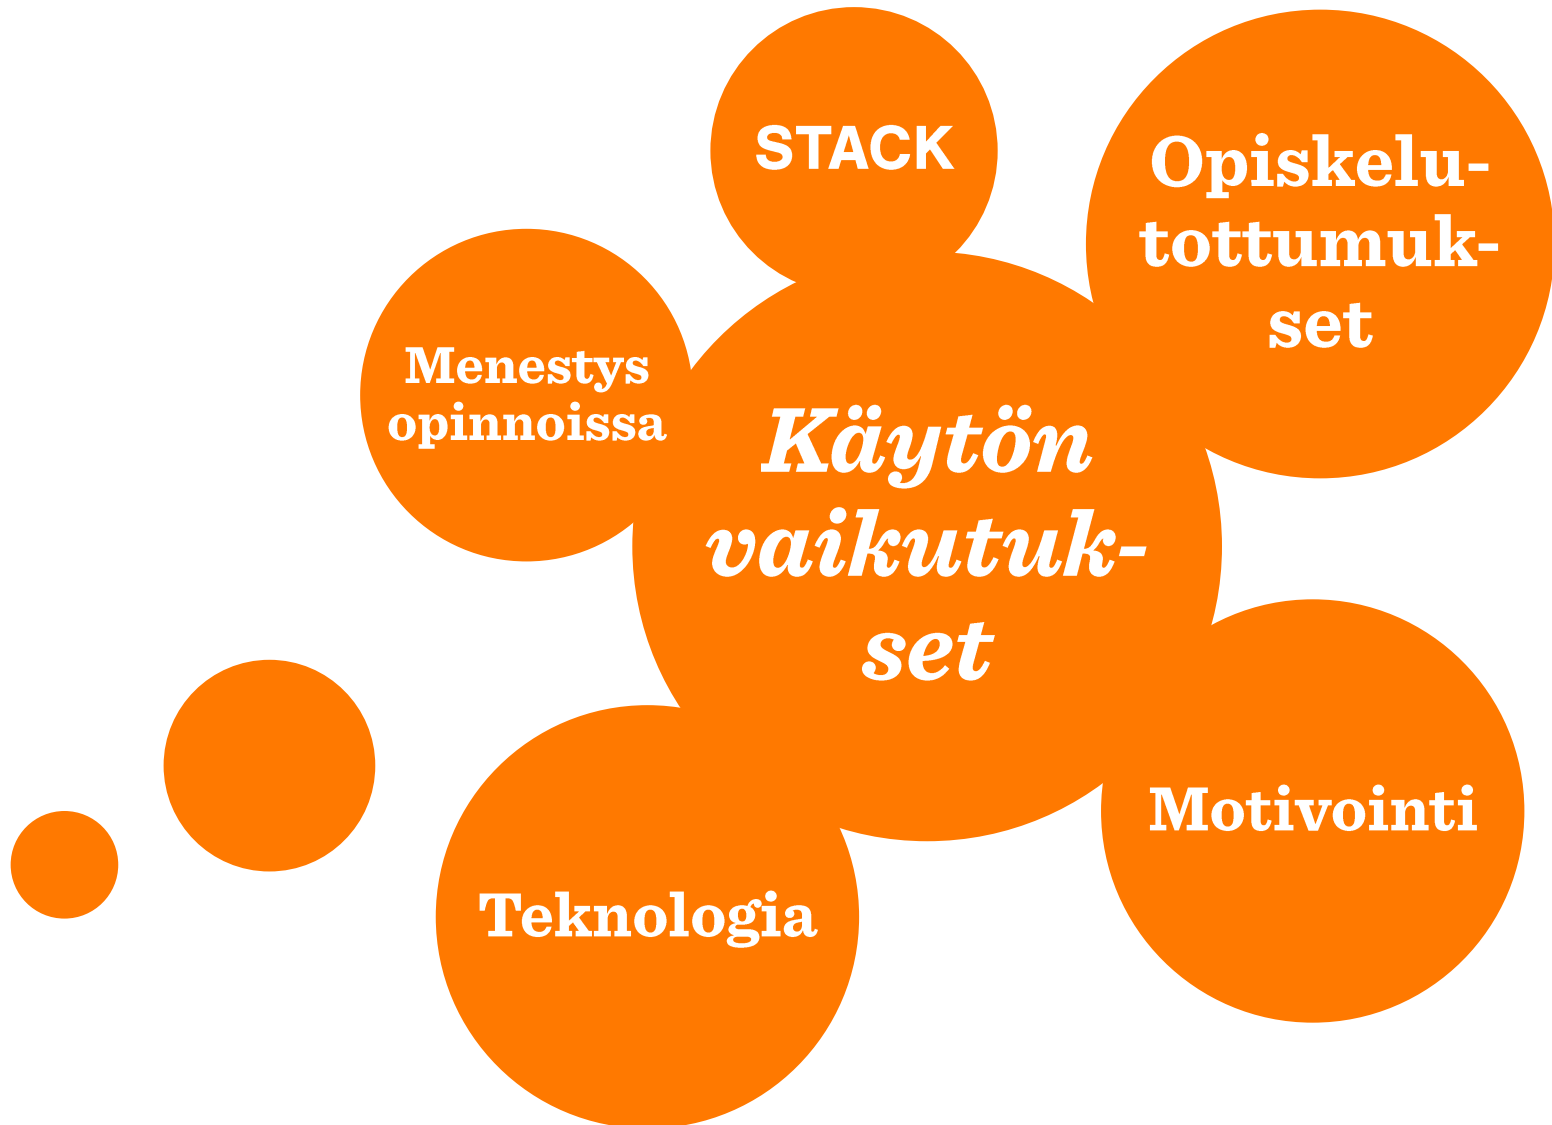 STACK
Opiskelu-
tottumuk-
set
Menestys
opinnoissa
Käytön
vaikutuk-
set
Motivointi
Teknologia